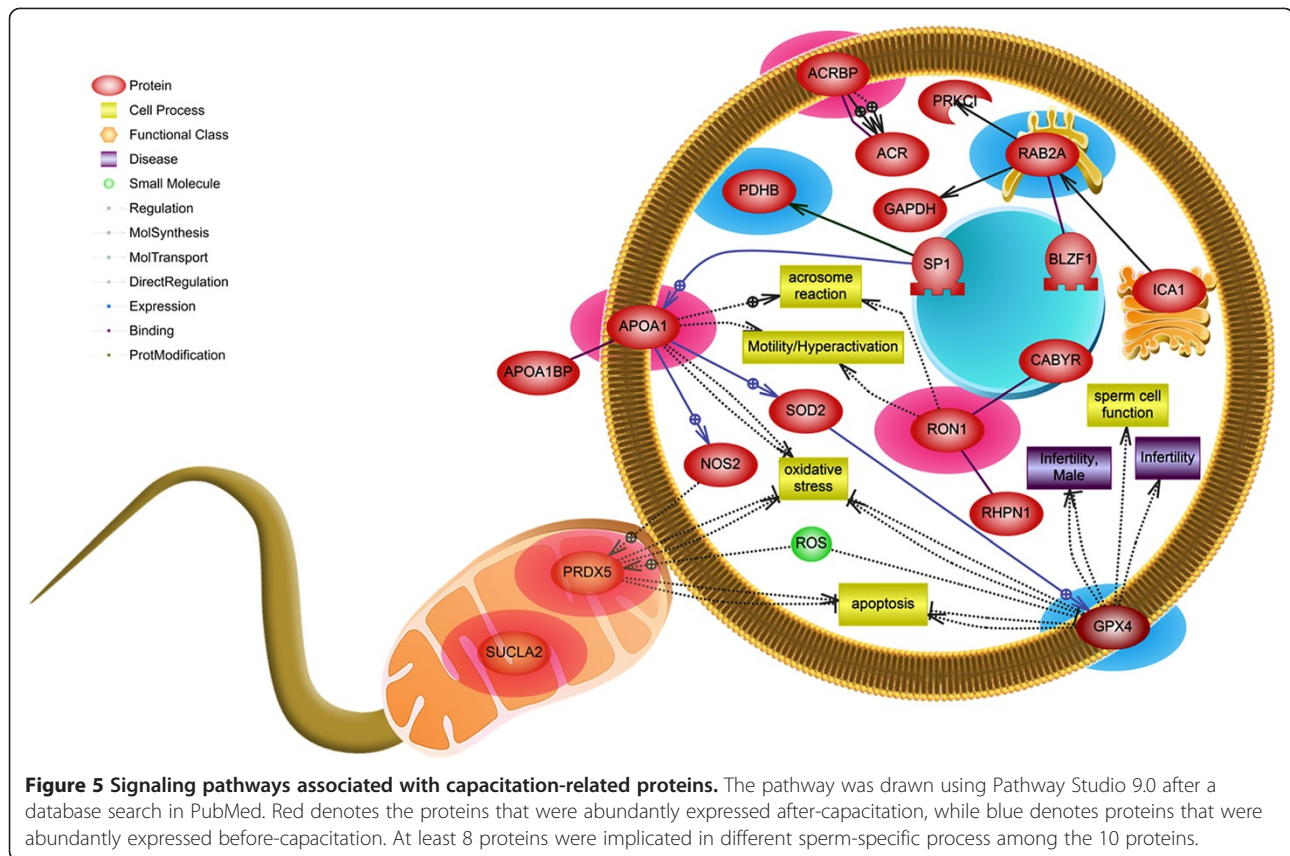 Protein
Cell Process
Functional Class
Disease
Small Molecule
Regulation
MolSynthesis
MolTransport
DirectRegulation
Expression
Binding
ProtModification
ACRBP
PRKCI
ACR
RAB2A
PDHB
GAPDH
SP1
BLZF1
ICA1
acrosome
reaction
APOA1
Motility/Hyperactivation
APOA1BP
CABYR
SOD2
sperm cell
function
RON1
NOS2
oxidative
stress
Infertility,
Male
Infertility
RHPN1
ROS
PRDX5
apoptosis
GPX4
SUCLA2
Figure 5 Signaling pathways associated with capacitation-related proteins. The pathway was drawn using Pathway Studio 9.0 after a
database search in PubMed. Red denotes the proteins that were abundantly expressed after-capacitation, while blue denotes proteins that were
abundantly expressed before-capacitation. At least 8 proteins were implicated in different sperm-specific process among the 10 proteins.